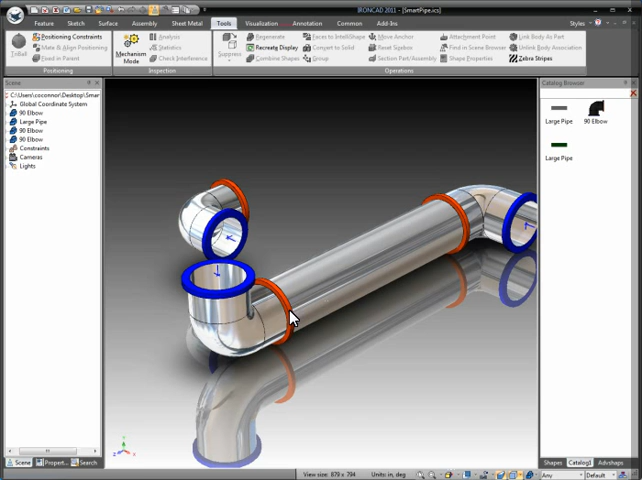 IRONCAD 2011 - [SmartPipe.ics]
Feature Sketch Surface Assembly Sheet Metal Tools Visualization Annotation Common Add-Ins Styles
TriBall
Positioning Constraints
Mate & Align Positioning
Fixed in Parent
Positioning
Mechanism Mode
Analysis
Statistics
Check Interference
Inspection
Suppress
Regenerate
Recreate Display
Combine Shapes
Faces to IntelliShape
Convert to Solid
Group
Move Anchor
Reset Sizebox
Section Part/Assembly
Attachment Point
Find in Scene Browser
Shape Properties
Link Body As Part
Unlink Body Association
Zebra Stripes
Operations
Scene
C:\Users\coconnor\Desktop\Smar
Global Coordinate System
90 Elbow
Large Pipe
90 Elbow
90 Elbow
Constraints
Cameras
Lights
Scene Propert... Search
Catalog Browser
Large Pipe 90 Elbow
Large Pipe
Shapes Catalog1 Advshaps
View size: 679 x 794 Units: in, deg
Any Default